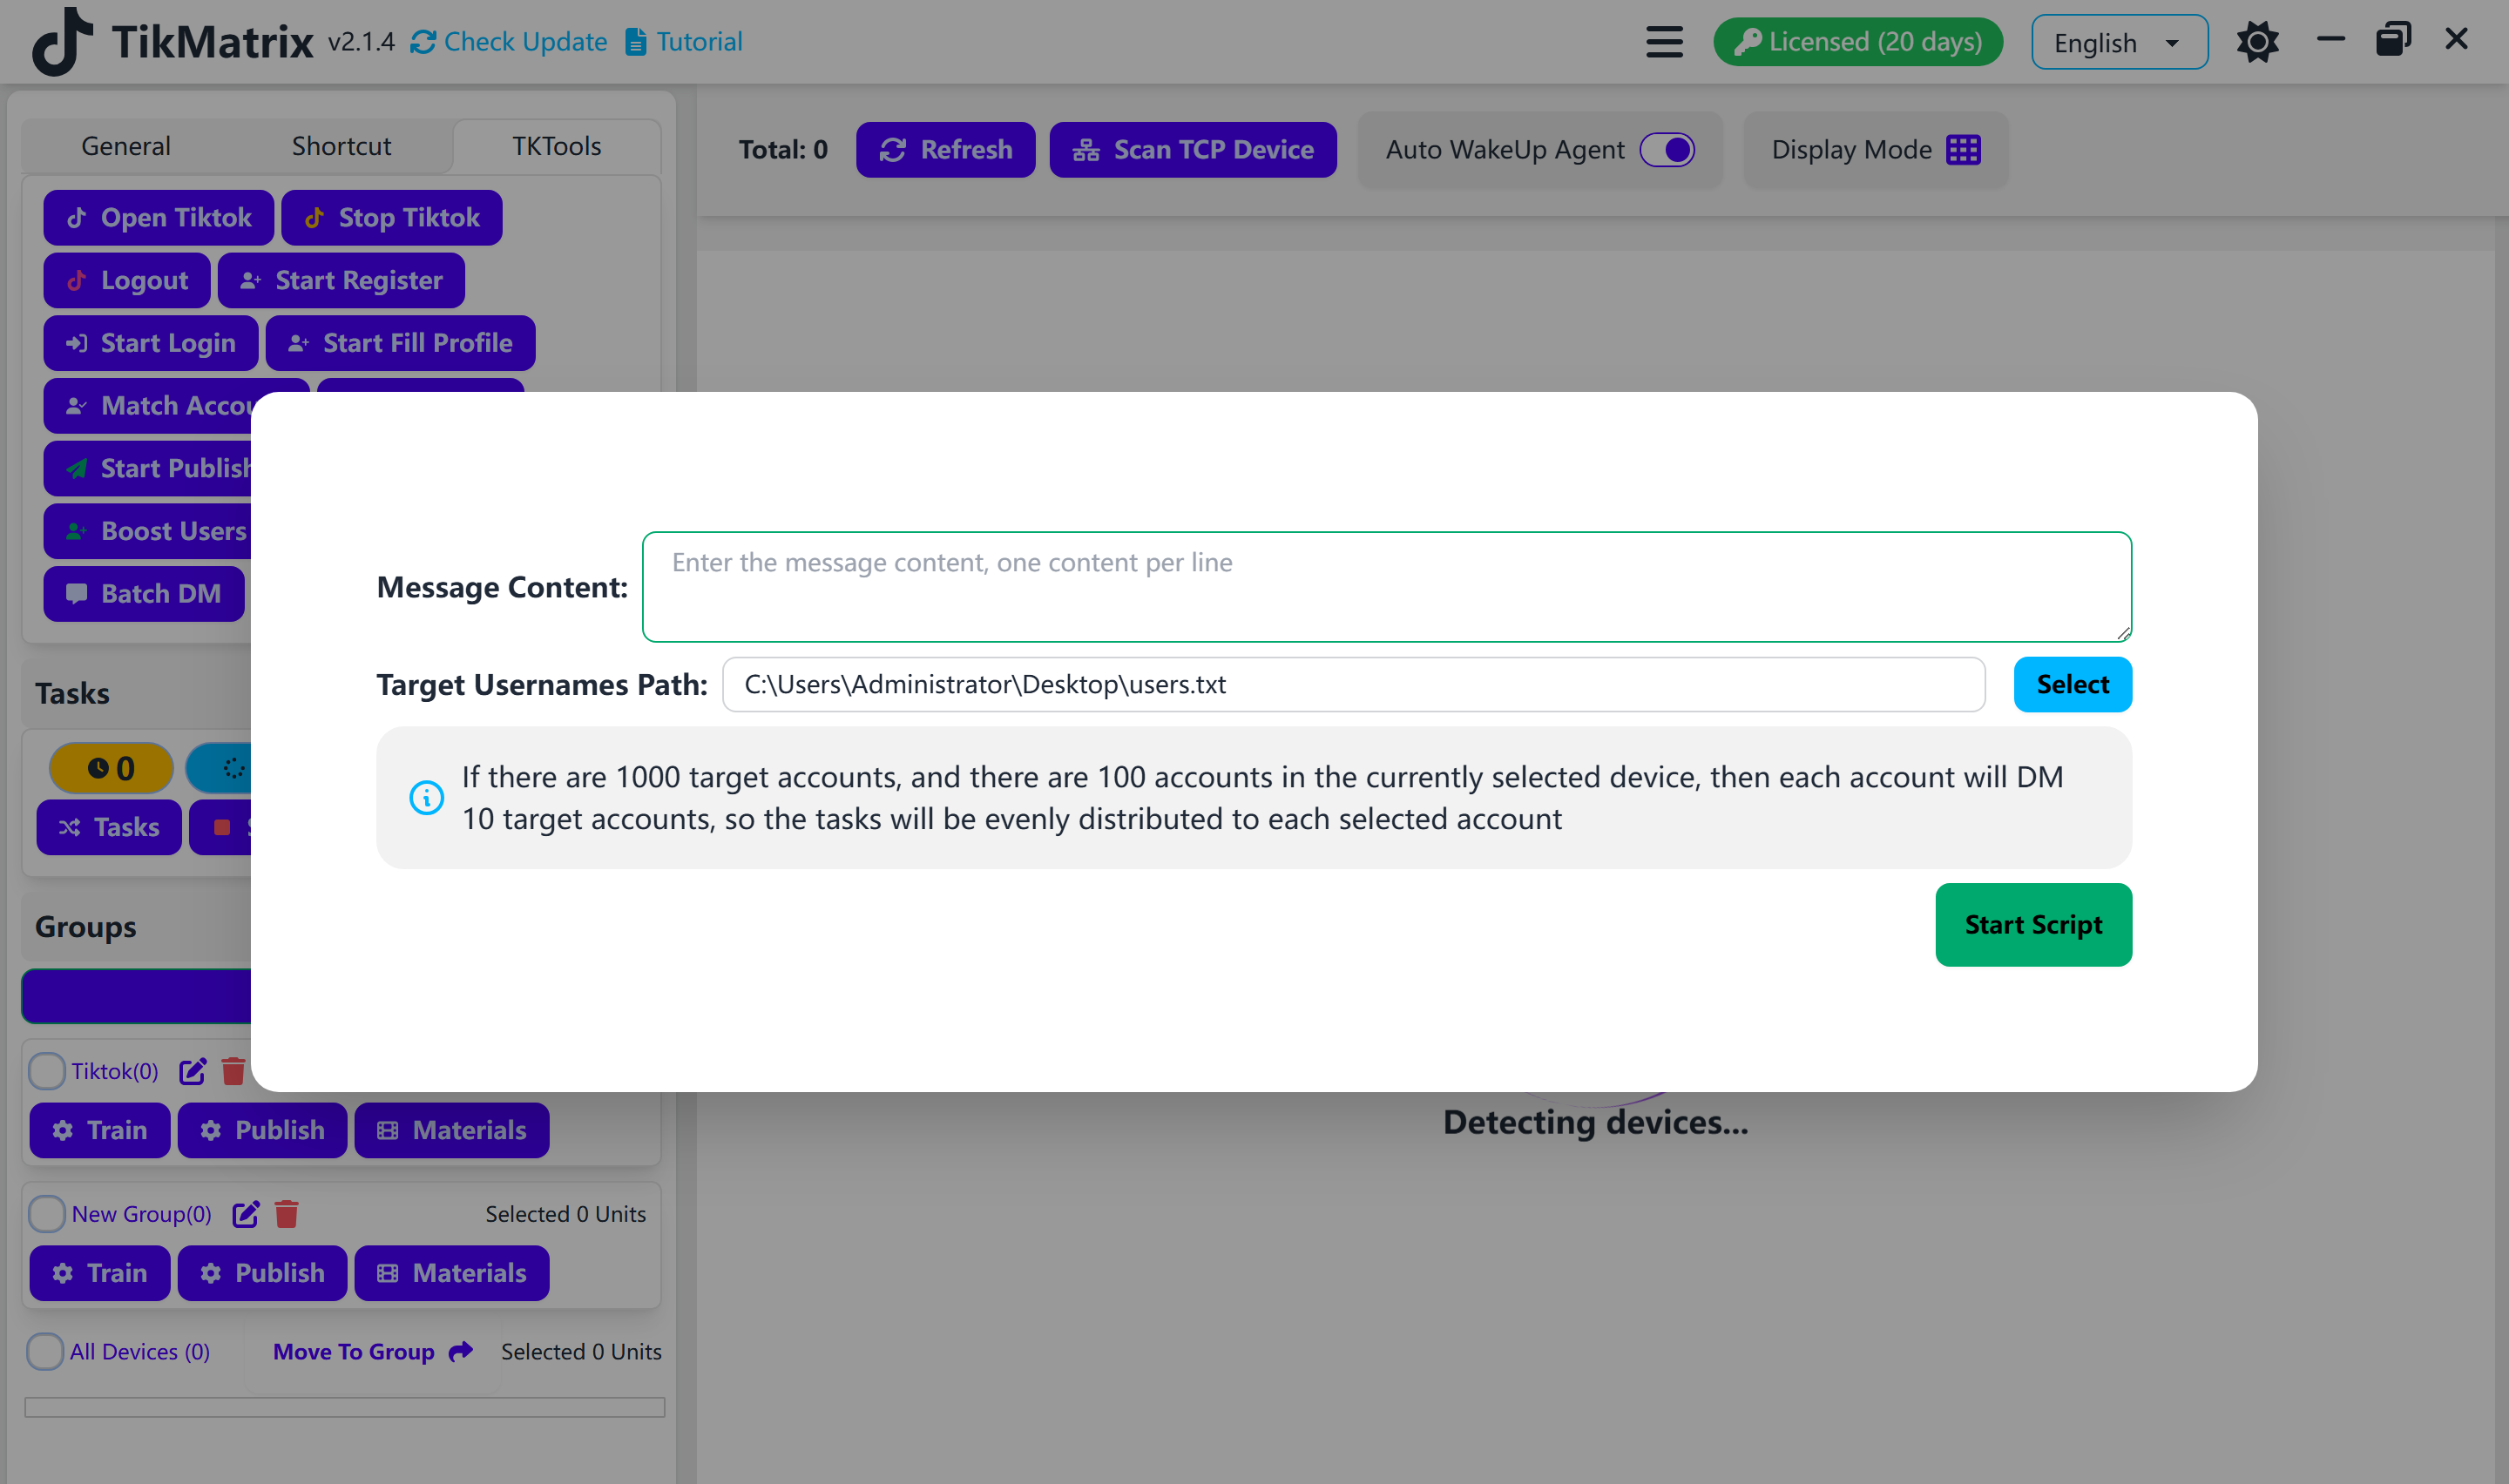 TikMatrix v2.1.4 Check Update Tutorial
Licensed (20 days) English
General Shortcut TKTools
Total: 0 Refresh Scan TCP Device Auto WakeUp Agent Display Mode
Open Tiktok Stop Tiktok
Logout Start Register
Start Login Start Fill Profile
Match Accou
Start Publish
Boost Users
Batch DM
Message Content: Enter the message content, one content per line
Target Usernames Path: C:\Users\Administrator\Desktop\users.txt Select
If there are 1000 target accounts, and there are 100 accounts in the currently selected device, then each account will DM
10 target accounts, so the tasks will be evenly distributed to each selected account
Start Script
Tasks
0
Tasks
Groups
Tiktok(0)
Train Publish Materials
Detecting devices...
New Group(0) Selected 0 Units
Train Publish Materials
All Devices (0) Move To Group Selected 0 Units